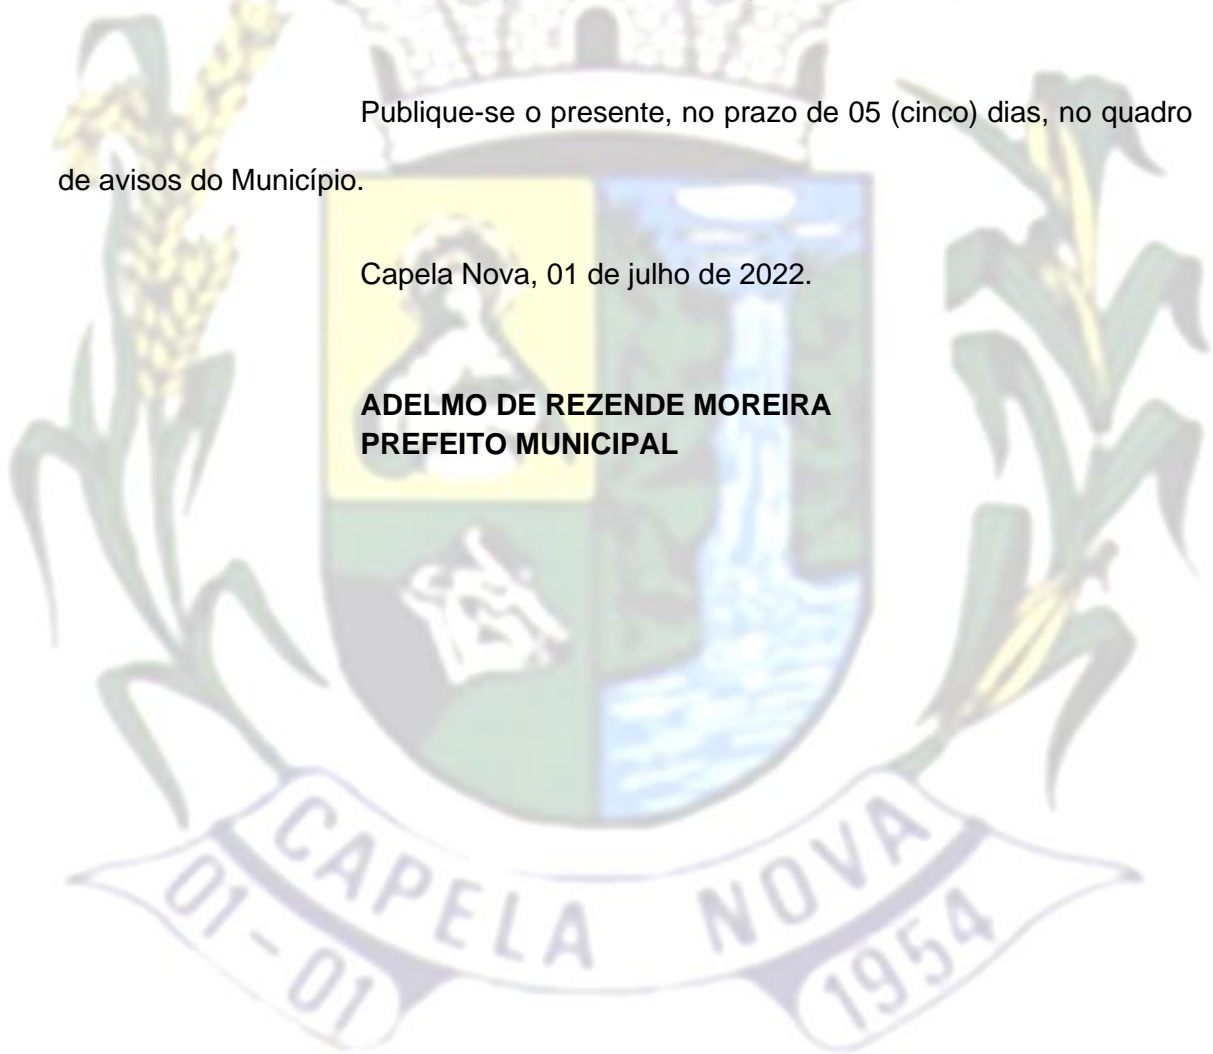 Publique-se o presente, no prazo de 05 (cinco) dias, no quadro
de avisos do Município.
Capela Nova, 01 de julho de 2022.
ADELMO DE REZENDE MOREIRA
PREFEITO MUNICIPAL
CAPELA NOVA
01-01 1954